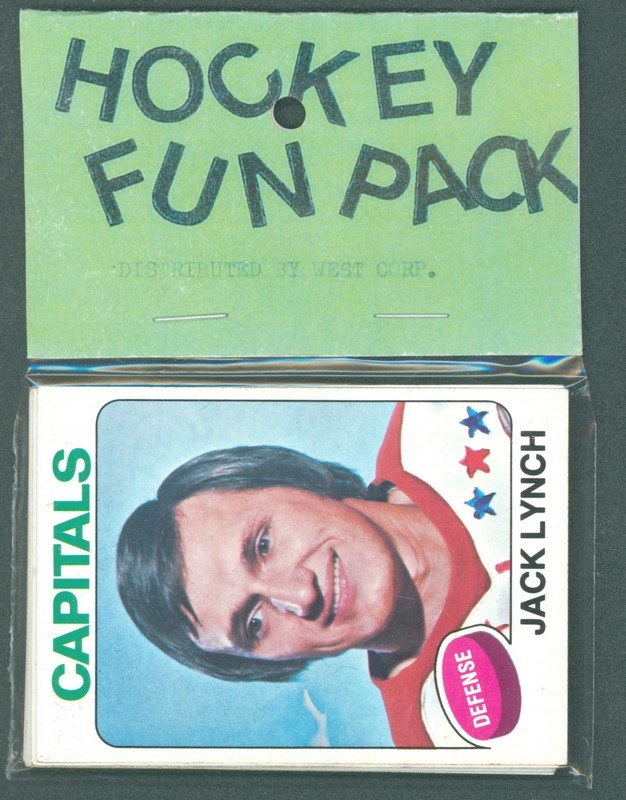 HOCKEY
FUN PACK
DISTRIBUTED BY WEST CORP.
CAPITALS
JACK LYNCH
DEFENSE